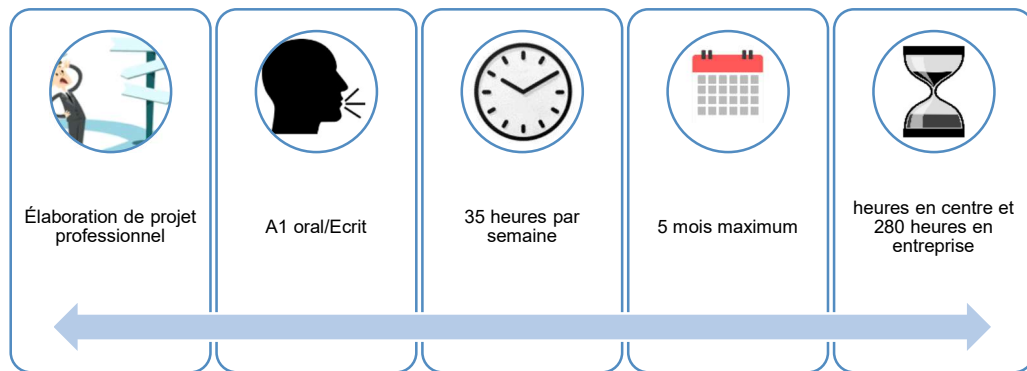 Élaboration de projet
professionnel
A1 oral/Ecrit
35 heures par
semaine
5 mois maximum
heures en centre et
280 heures en
entreprise